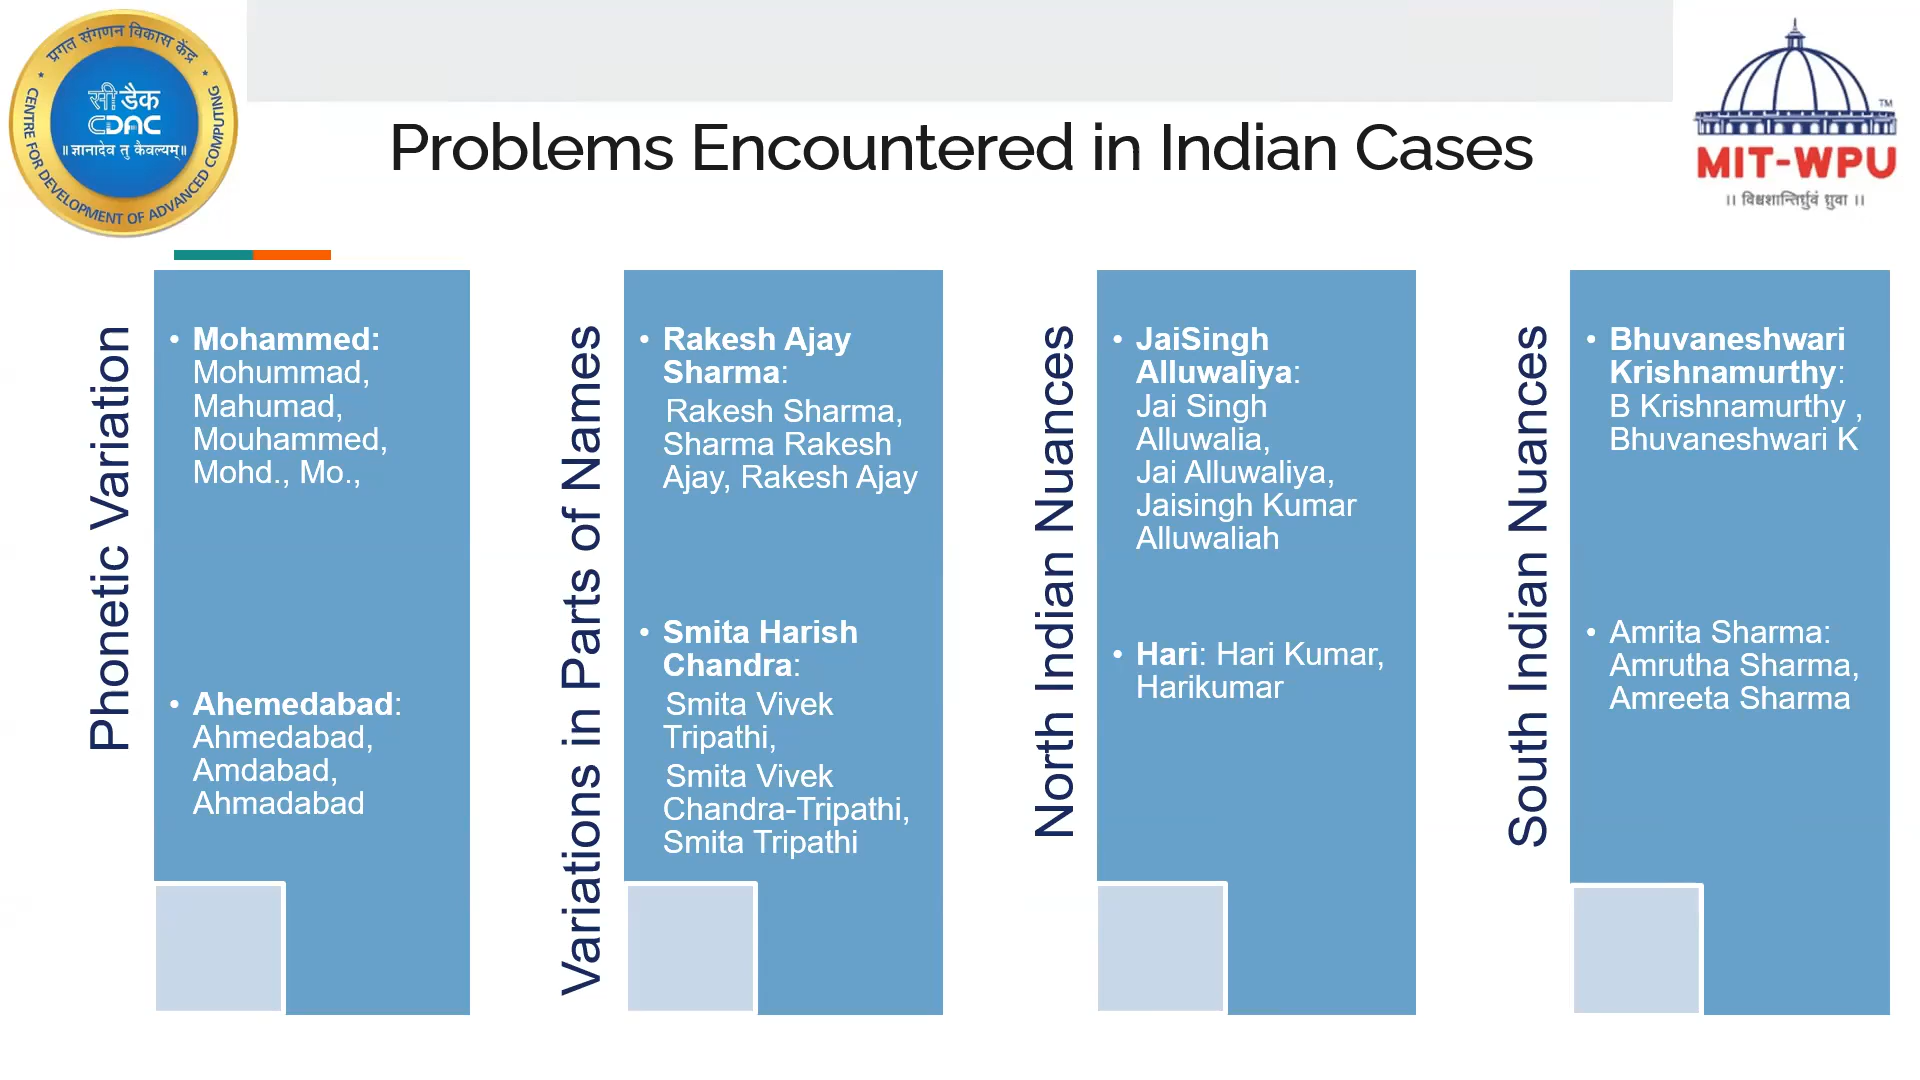 प्रगत संगणन विकास केंद्र
सी डैक
CDAC
॥ ज्ञानादेव तु कैवल्यम् ॥
CENTRE FOR DEVELOPMENT OF ADVANCED COMPUTING
Problems Encountered in Indian Cases
TM
MIT-WPU
॥ विश्वशान्तिर्ध्रुवं ध्रुवा ॥
Phonetic Variation
• Mohammed:
Mohummad,
Mahumad,
Mouhammed,
Mohd., Mo.,
• Ahemedabad:
Ahmedabad,
Amdabad,
Ahmadabad
Variations in Parts of Names
• Rakesh Ajay
Sharma:
Rakesh Sharma,
Sharma Rakesh
Ajay, Rakesh Ajay
• Smita Harish
Chandra:
Smita Vivek
Tripathi,
Smita Vivek
Chandra-Tripathi,
Smita Tripathi
North Indian Nuances
• JaiSingh
Alluwaliya:
Jai Singh
Alluwalia,
Jai Alluwaliya,
Jaisingh Kumar
Alluwaliah
• Hari: Hari Kumar,
Harikumar
South Indian Nuances
• Bhuvaneshwari
Krishnamurthy:
B Krishnamurthy ,
Bhuvaneshwari K
• Amrita Sharma:
Amrutha Sharma,
Amreeta Sharma